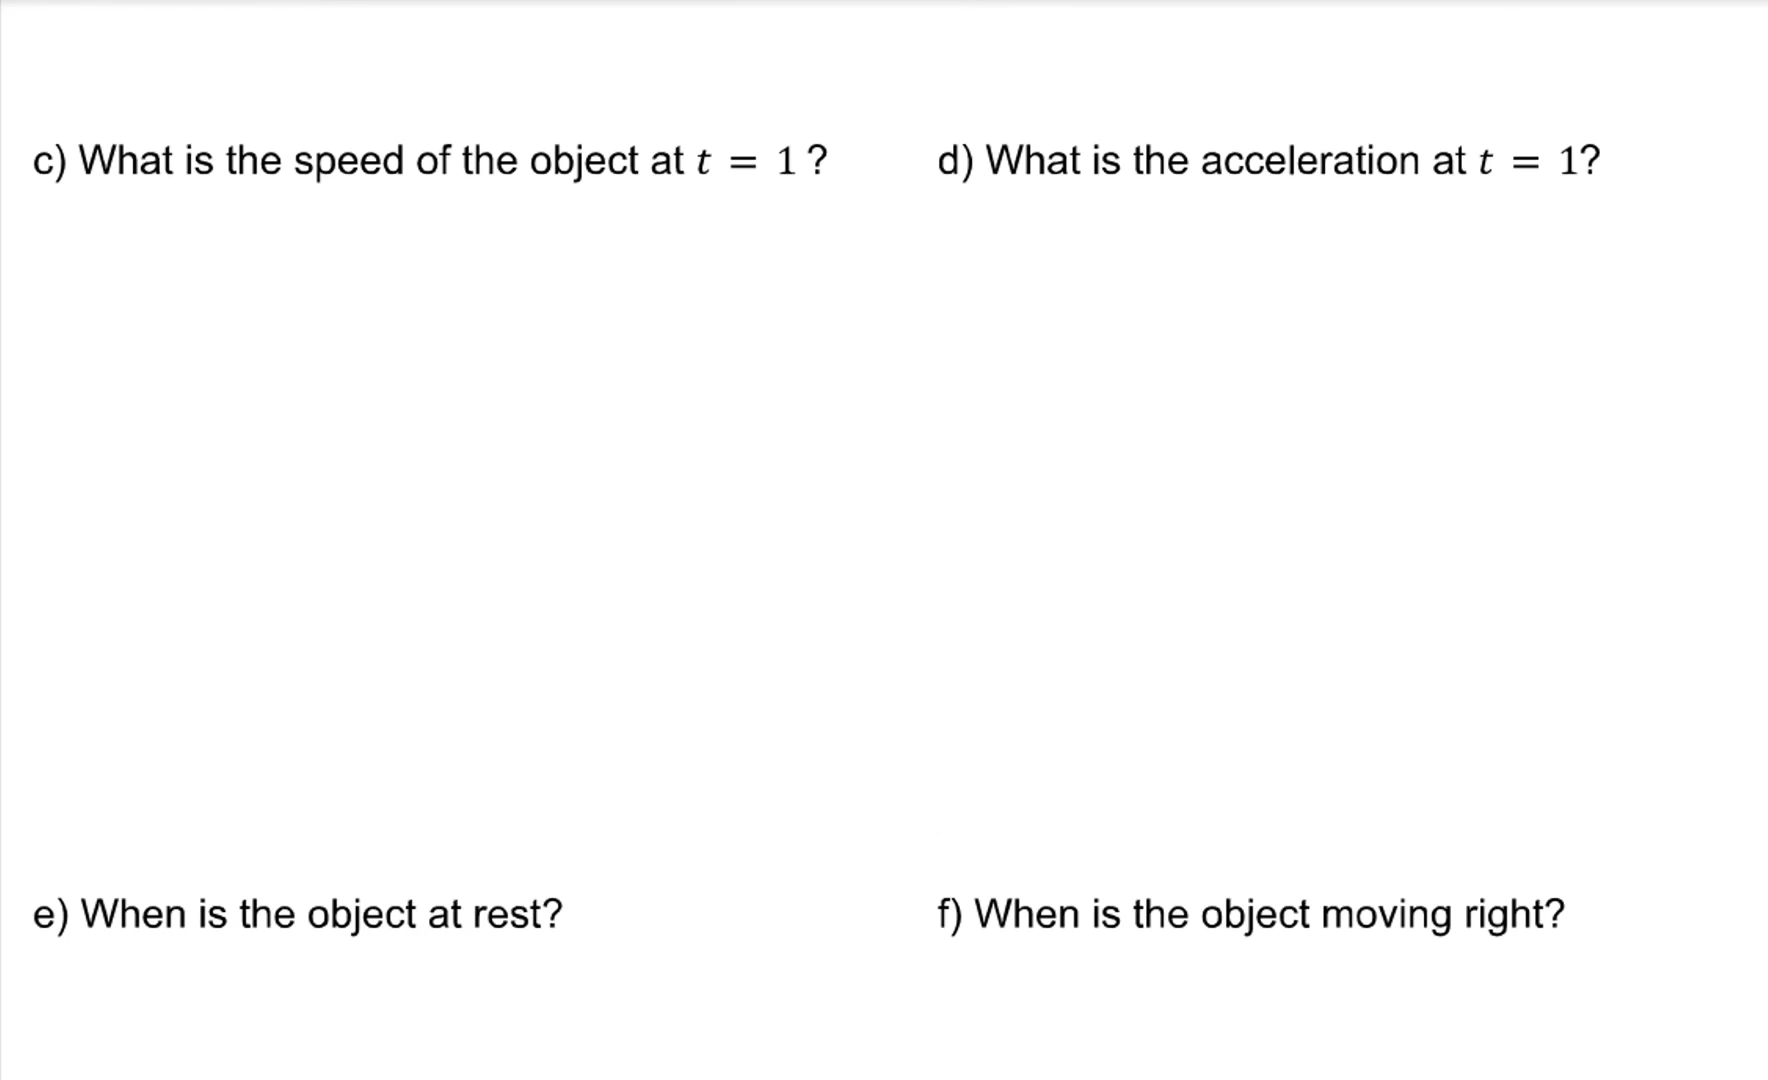 c) What is the speed of the object at t = 1 ?
d) What is the acceleration at t = 1?
e) When is the object at rest?
f) When is the object moving right?